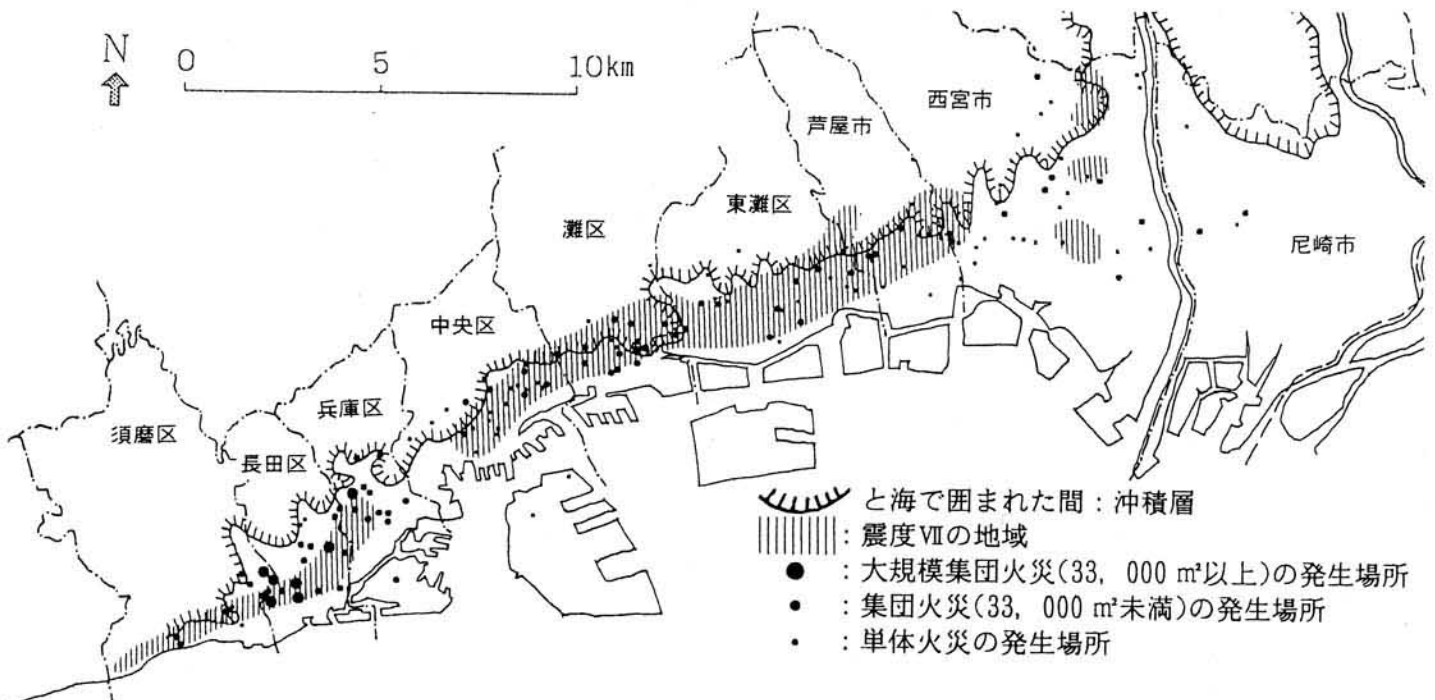 N
0 5 10km
西宮市
芦屋市
東灘区
灘区
尼崎市
中央区
兵庫区
須磨区
長田区
と海で囲まれた間：沖積層
：震度Ⅶの地域
：大規模集団火災(33, 000 ㎡以上)の発生場所
：集団火災(33, 000 ㎡未満)の発生場所
：単体火災の発生場所